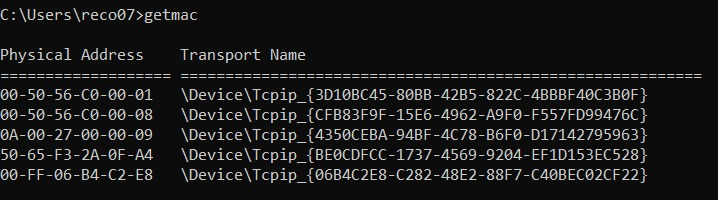 C:\Users\reco07>getmac
Physical Address    Transport Name
=================== ==========================================================
00-50-56-C0-00-01   \Device\Tcpip_{3D10BC45-80BB-42B5-822C-4BBBF40C3B0F}
00-50-56-C0-00-08   \Device\Tcpip_{CFB83F9F-15E6-4962-A9F0-F557FD99476C}
0A-00-27-00-00-09   \Device\Tcpip_{4350CEBA-94BF-4C78-B6F0-D17142795963}
50-65-F3-2A-0F-A4   \Device\Tcpip_{BE0CDFCC-1737-4569-9204-EF1D153EC528}
00-FF-06-B4-C2-E8   \Device\Tcpip_{06B4C2E8-C282-48E2-88F7-C40BEC02CF22}